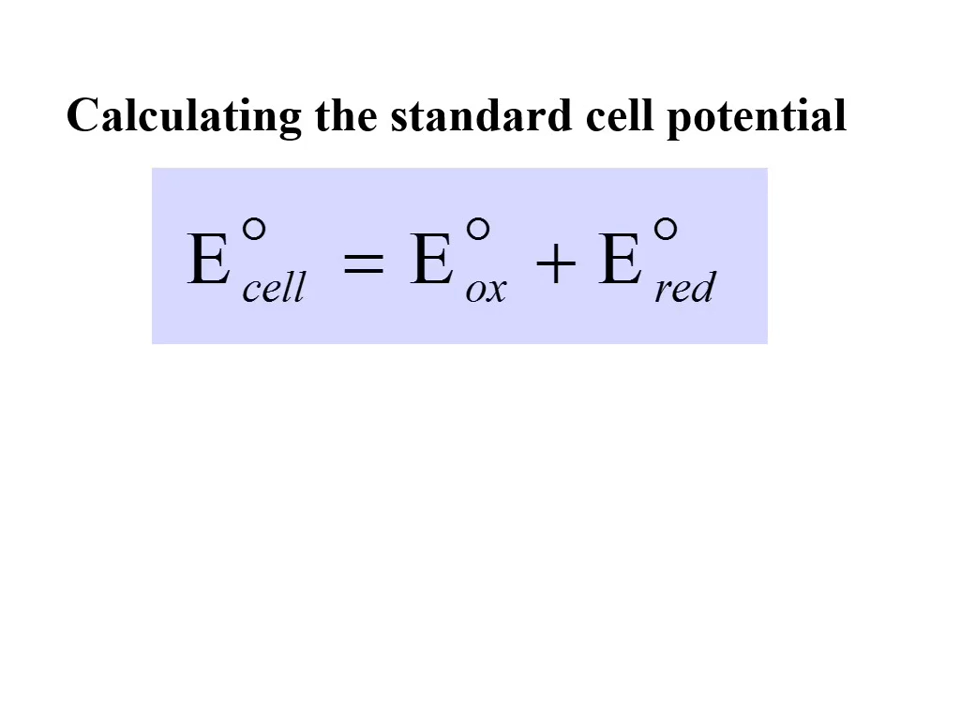 Calculating the standard cell potential
E°cell = E°ox + E°red